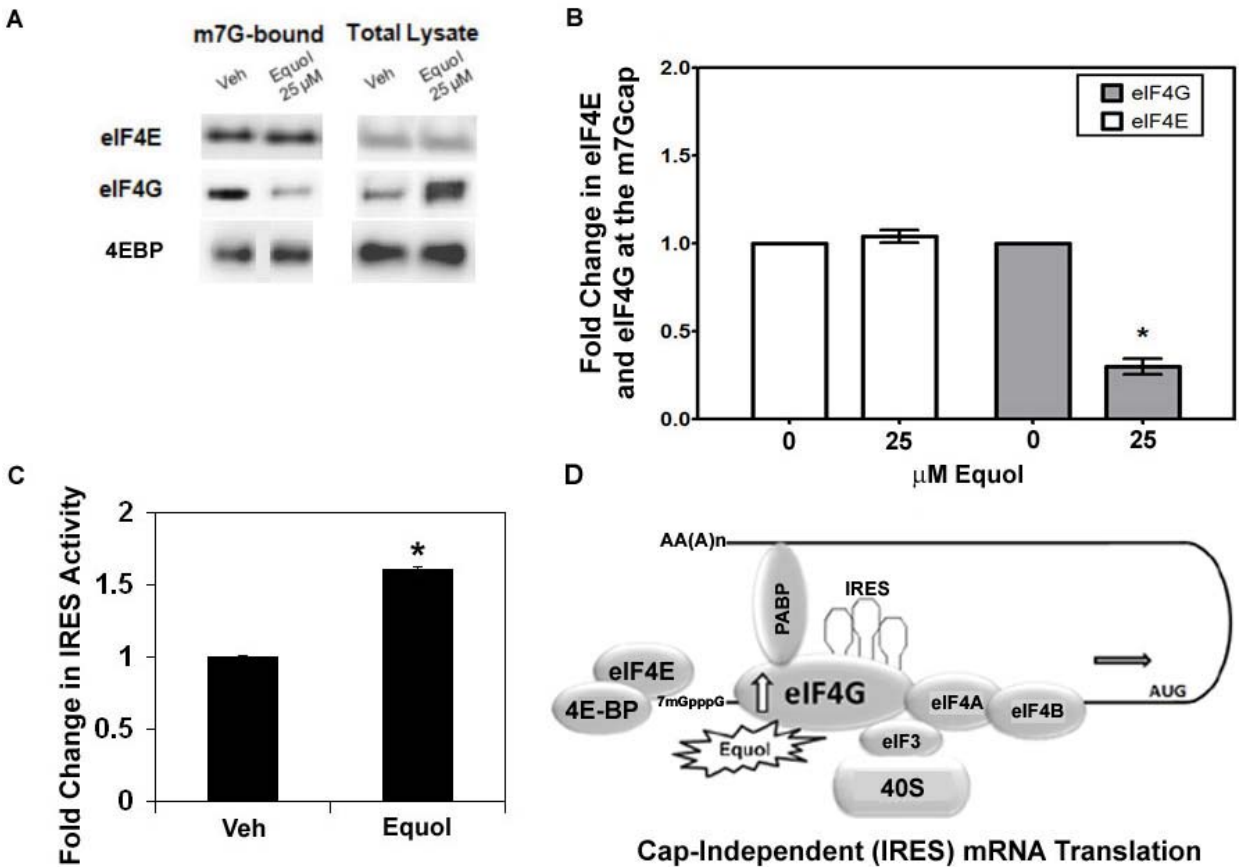 A
m7G-bound Total Lysate
Veh Equol 25 µM Veh Equol 25 µM
eIF4E
eIF4G
4EBP
B
Fold Change in eIF4E
and eIF4G at the m7Gcap
2.0
1.5
1.0
0.5
0.0
eIF4G
eIF4E
*
0 25 0 25
µM Equol
C
Fold Change in IRES Activity
2
1.5
1
0.5
0
*
Veh Equol
D
AA(A)n
PABP
IRES
eIF4E
4E-BP
7mGpppG
eIF4G
eIF4A
eIF4B
AUG
Equol
eIF3
40S
Cap-Independent (IRES) mRNA Translation